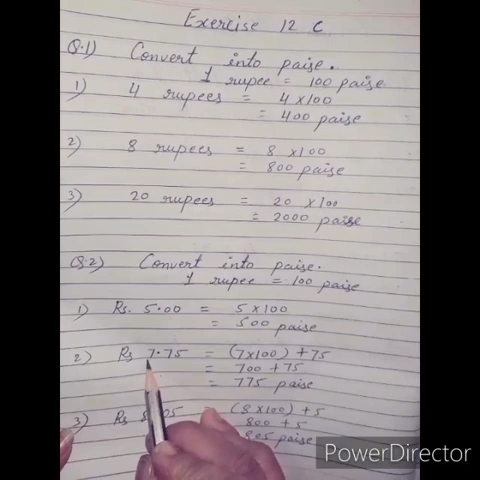 Exercise 12 C
Q.1) Convert into paise.
1 rupee = 100 paise
1) 4 rupees = 4 x 100
= 400 paise
2) 8 rupees = 8 x 100
= 800 paise
3) 20 rupees = 20 x 100
= 2000 paise
Q.2) Convert into paise.
1 rupee = 100 paise
1) Rs. 5.00 = 5 x 100
= 500 paise
2) Rs 7.75 = (7x100) + 75
= 700 + 75
= 775 paise
3) Rs (8 x 100) + 5
800 + 5
805 paise
PowerDirector